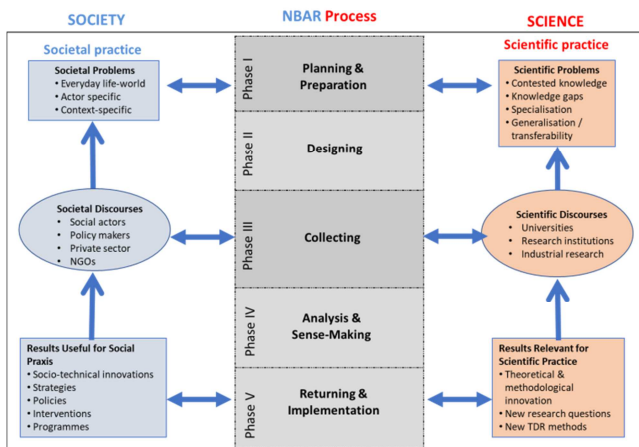 SOCIETY
NBAR Process
SCIENCE
Societal practice
Scientific practice
Societal Problems
• Everyday life-world
• Actor specific
• Context-specific
Phase I
Planning &
Preparation
Scientific Problems
• Contested knowledge
• Knowledge gaps
• Specialisation
• Generalisation /
transferability
Phase II
Designing
Societal Discourses
• Social actors
• Policy makers
• Private sector
• NGOs
Phase III
Collecting
Scientific Discourses
• Universities
• Research institutions
• Industrial research
Phase IV
Analysis &
Sense-Making
Results Useful for Social
Praxis
• Socio-technical innovations
• Strategies
• Policies
• Interventions
• Programmes
Phase V
Returning &
Implementation
Results Relevant for
Scientific Practice
• Theoretical &
methodological
innovation
• New research questions
• New TDR methods